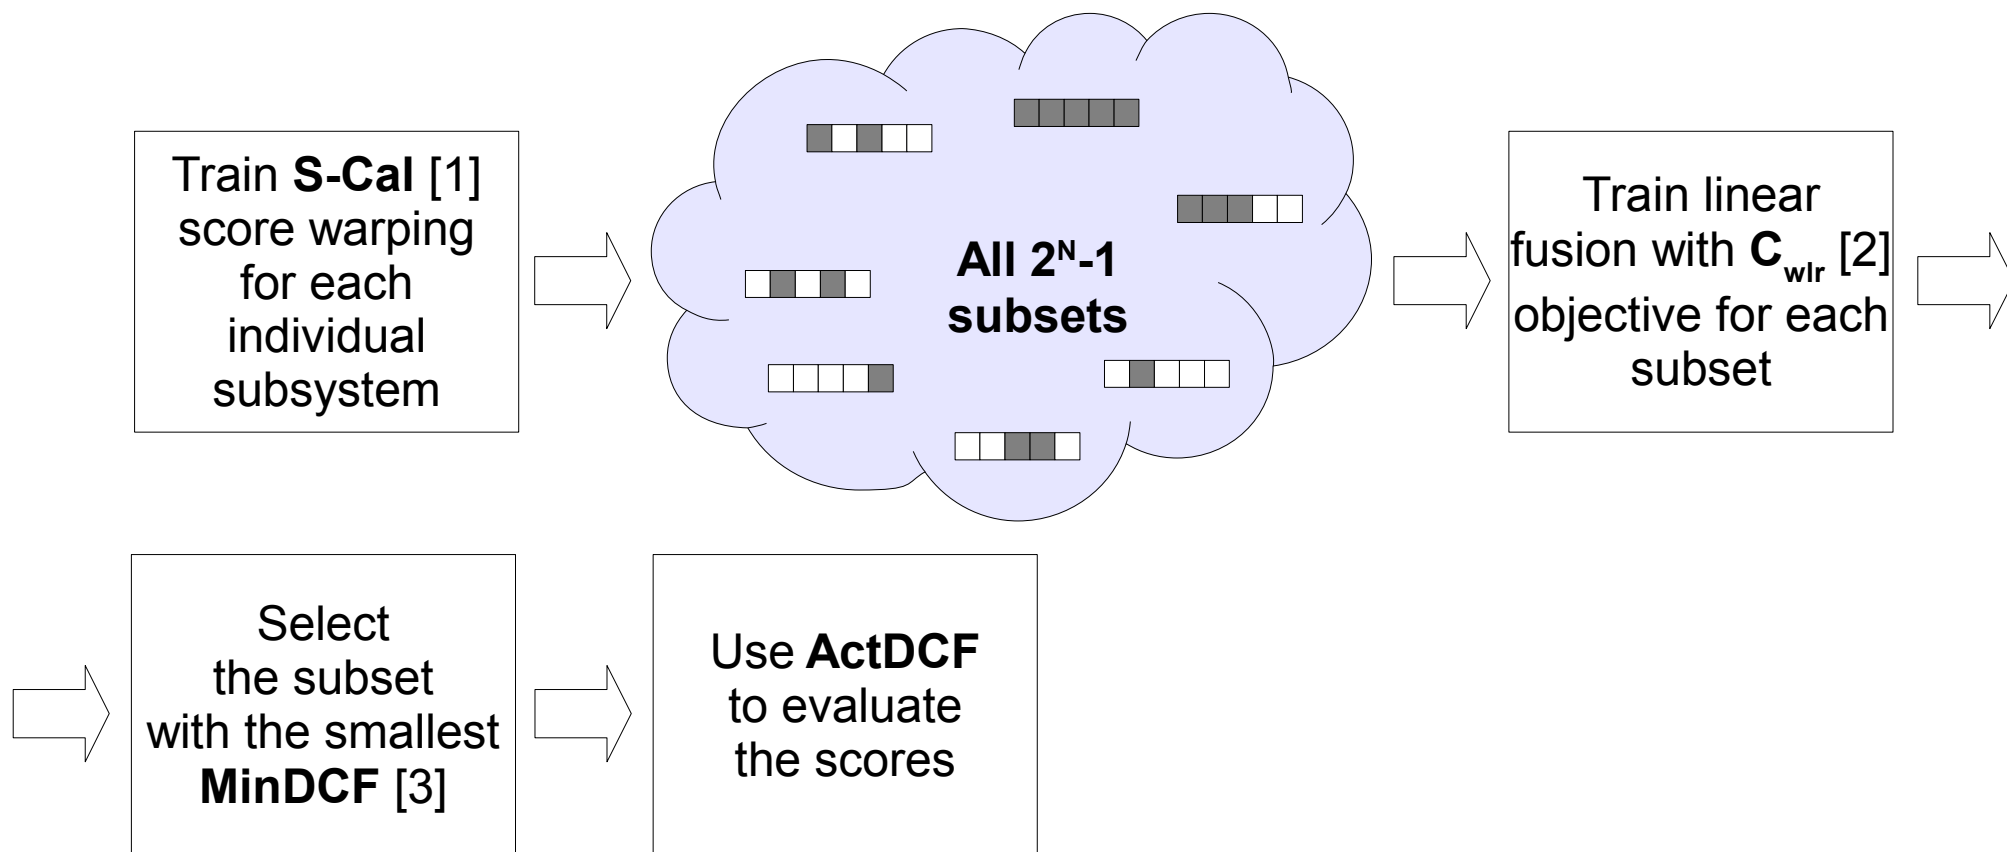 Train S-Cal [1]
score warping
for each
individual
subsystem
All 2ᴺ-1
subsets
Train linear
fusion with Cwlr [2]
objective for each
subset
Select
the subset
with the smallest
MinDCF [3]
Use ActDCF
to evaluate
the scores